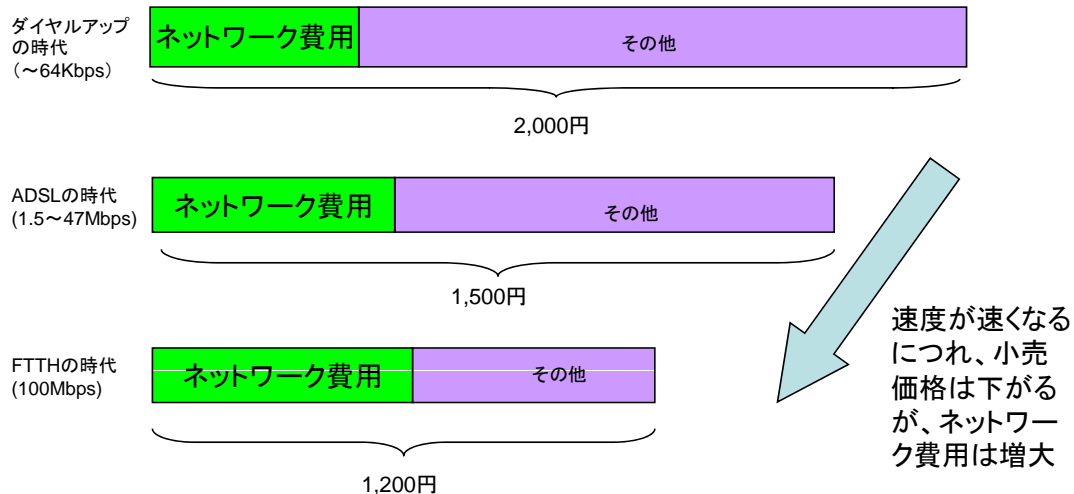 ダイヤルアップ
の時代
（～64Kbps）
ネットワーク費用
その他
2,000円
ADSLの時代
(1.5～47Mbps)
ネットワーク費用
その他
1,500円
FTTHの時代
(100Mbps)
ネットワーク費用
その他
1,200円
速度が速くなる
につれ、小売
価格は下がる
が、ネットワー
ク費用は増大